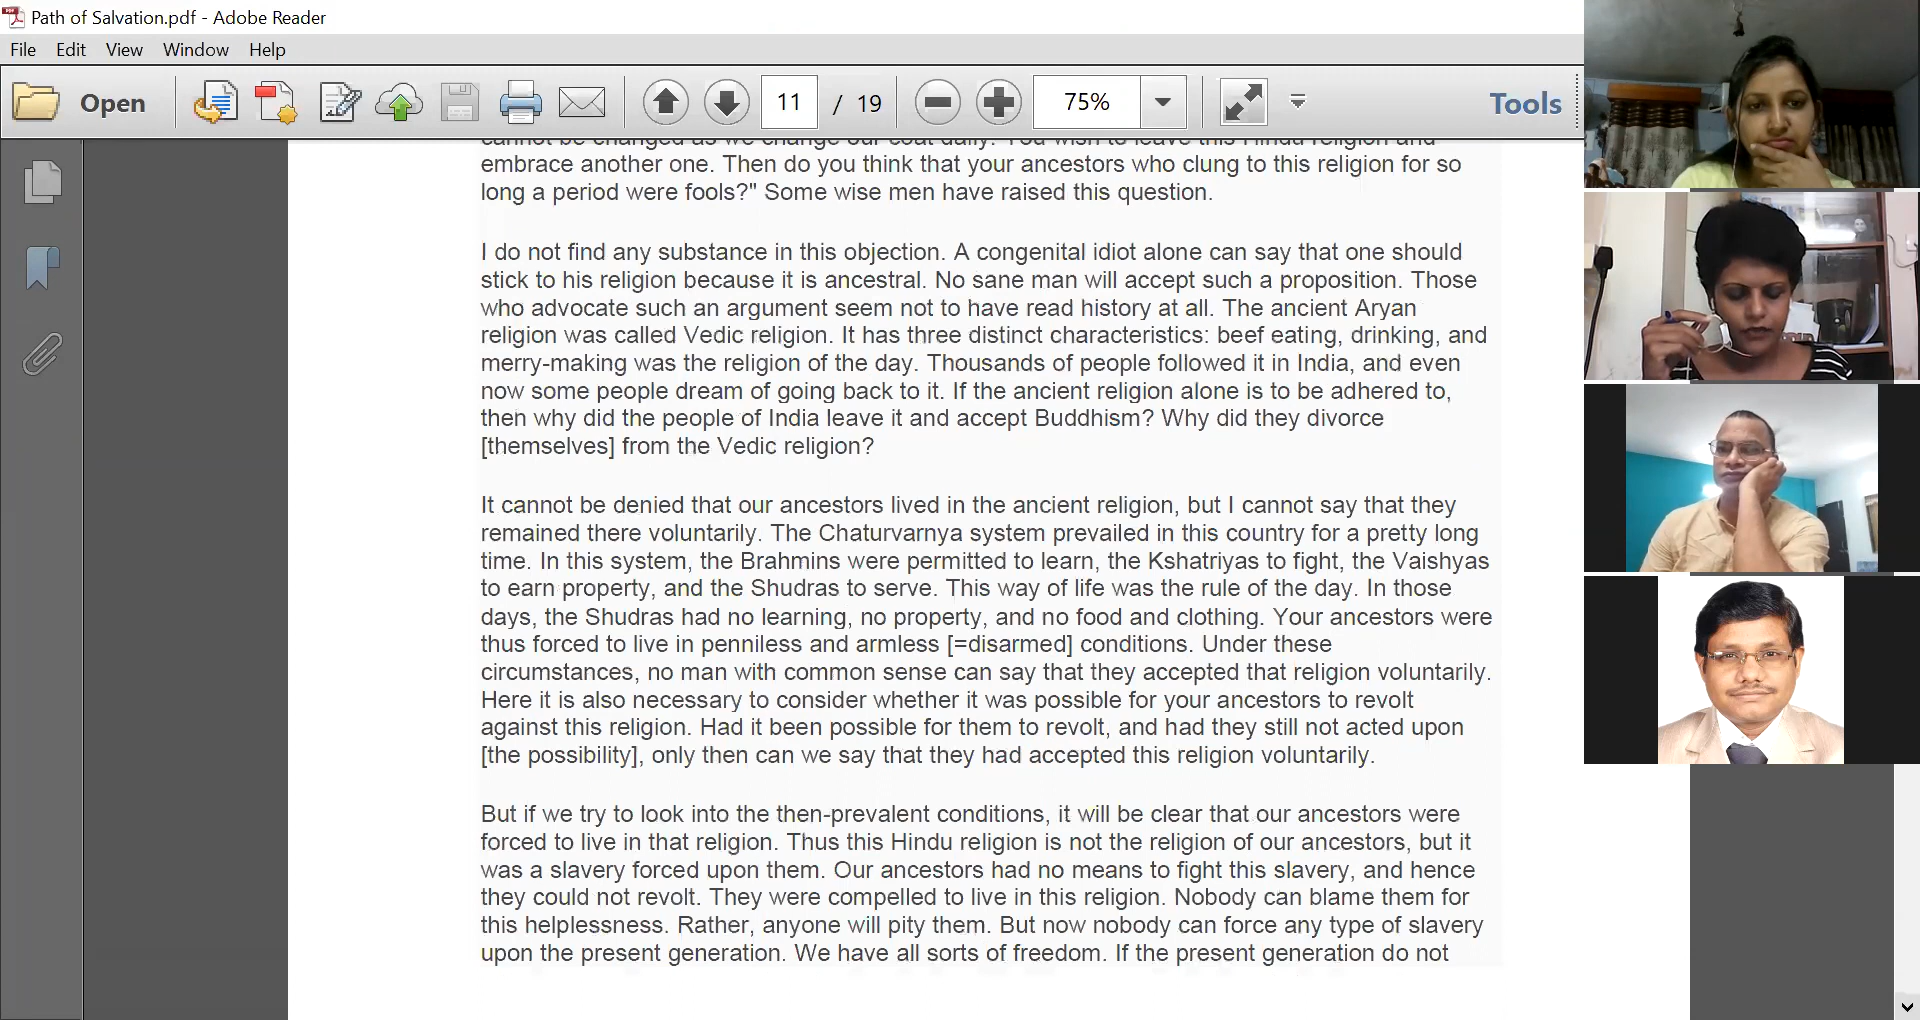 Path of Salvation.pdf - Adobe Reader
File Edit View Window Help
Open 11 / 19 75% Tools
cannot be changed as we change our coat daily. You wish to leave this Hindu religion and
embrace another one. Then do you think that your ancestors who clung to this religion for so
long a period were fools?" Some wise men have raised this question.
I do not find any substance in this objection. A congenital idiot alone can say that one should
stick to his religion because it is ancestral. No sane man will accept such a proposition. Those
who advocate such an argument seem not to have read history at all. The ancient Aryan
religion was called Vedic religion. It has three distinct characteristics: beef eating, drinking, and
merry-making was the religion of the day. Thousands of people followed it in India, and even
now some people dream of going back to it. If the ancient religion alone is to be adhered to,
then why did the people of India leave it and accept Buddhism? Why did they divorce
[themselves] from the Vedic religion?
It cannot be denied that our ancestors lived in the ancient religion, but I cannot say that they
remained there voluntarily. The Chaturvarnya system prevailed in this country for a pretty long
time. In this system, the Brahmins were permitted to learn, the Kshatriyas to fight, the Vaishyas
to earn property, and the Shudras to serve. This way of life was the rule of the day. In those
days, the Shudras had no learning, no property, and no food and clothing. Your ancestors were
thus forced to live in penniless and armless [=disarmed] conditions. Under these
circumstances, no man with common sense can say that they accepted that religion voluntarily.
Here it is also necessary to consider whether it was possible for your ancestors to revolt
against this religion. Had it been possible for them to revolt, and had they still not acted upon
[the possibility], only then can we say that they had accepted this religion voluntarily.
But if we try to look into the then-prevalent conditions, it will be clear that our ancestors were
forced to live in that religion. Thus this Hindu religion is not the religion of our ancestors, but it
was a slavery forced upon them. Our ancestors had no means to fight this slavery, and hence
they could not revolt. They were compelled to live in this religion. Nobody can blame them for
this helplessness. Rather, anyone will pity them. But now nobody can force any type of slavery
upon the present generation. We have all sorts of freedom. If the present generation do not